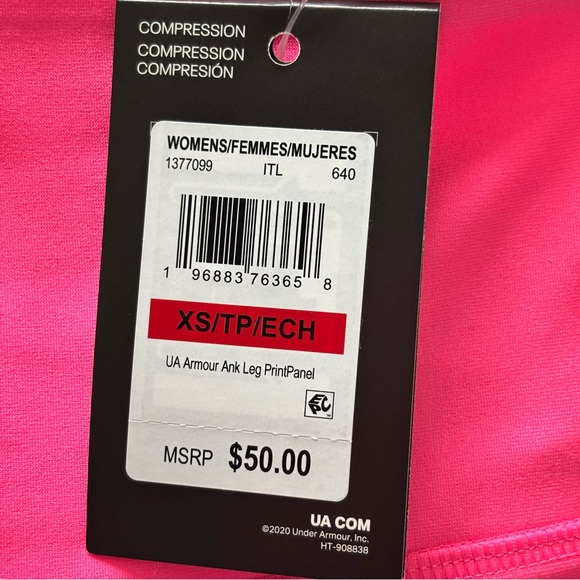 COMPRESSION
COMPRESSION
COMPRESIÓN
WOMENS/FEMMES/MUJERES
1377099 ITL 640
1 96883 76365 8
XS/TP/ECH
UA Armour Ank Leg PrintPanel
EPC
MSRP $50.00
UA COM
©2020 Under Armour, Inc.
HT-908838